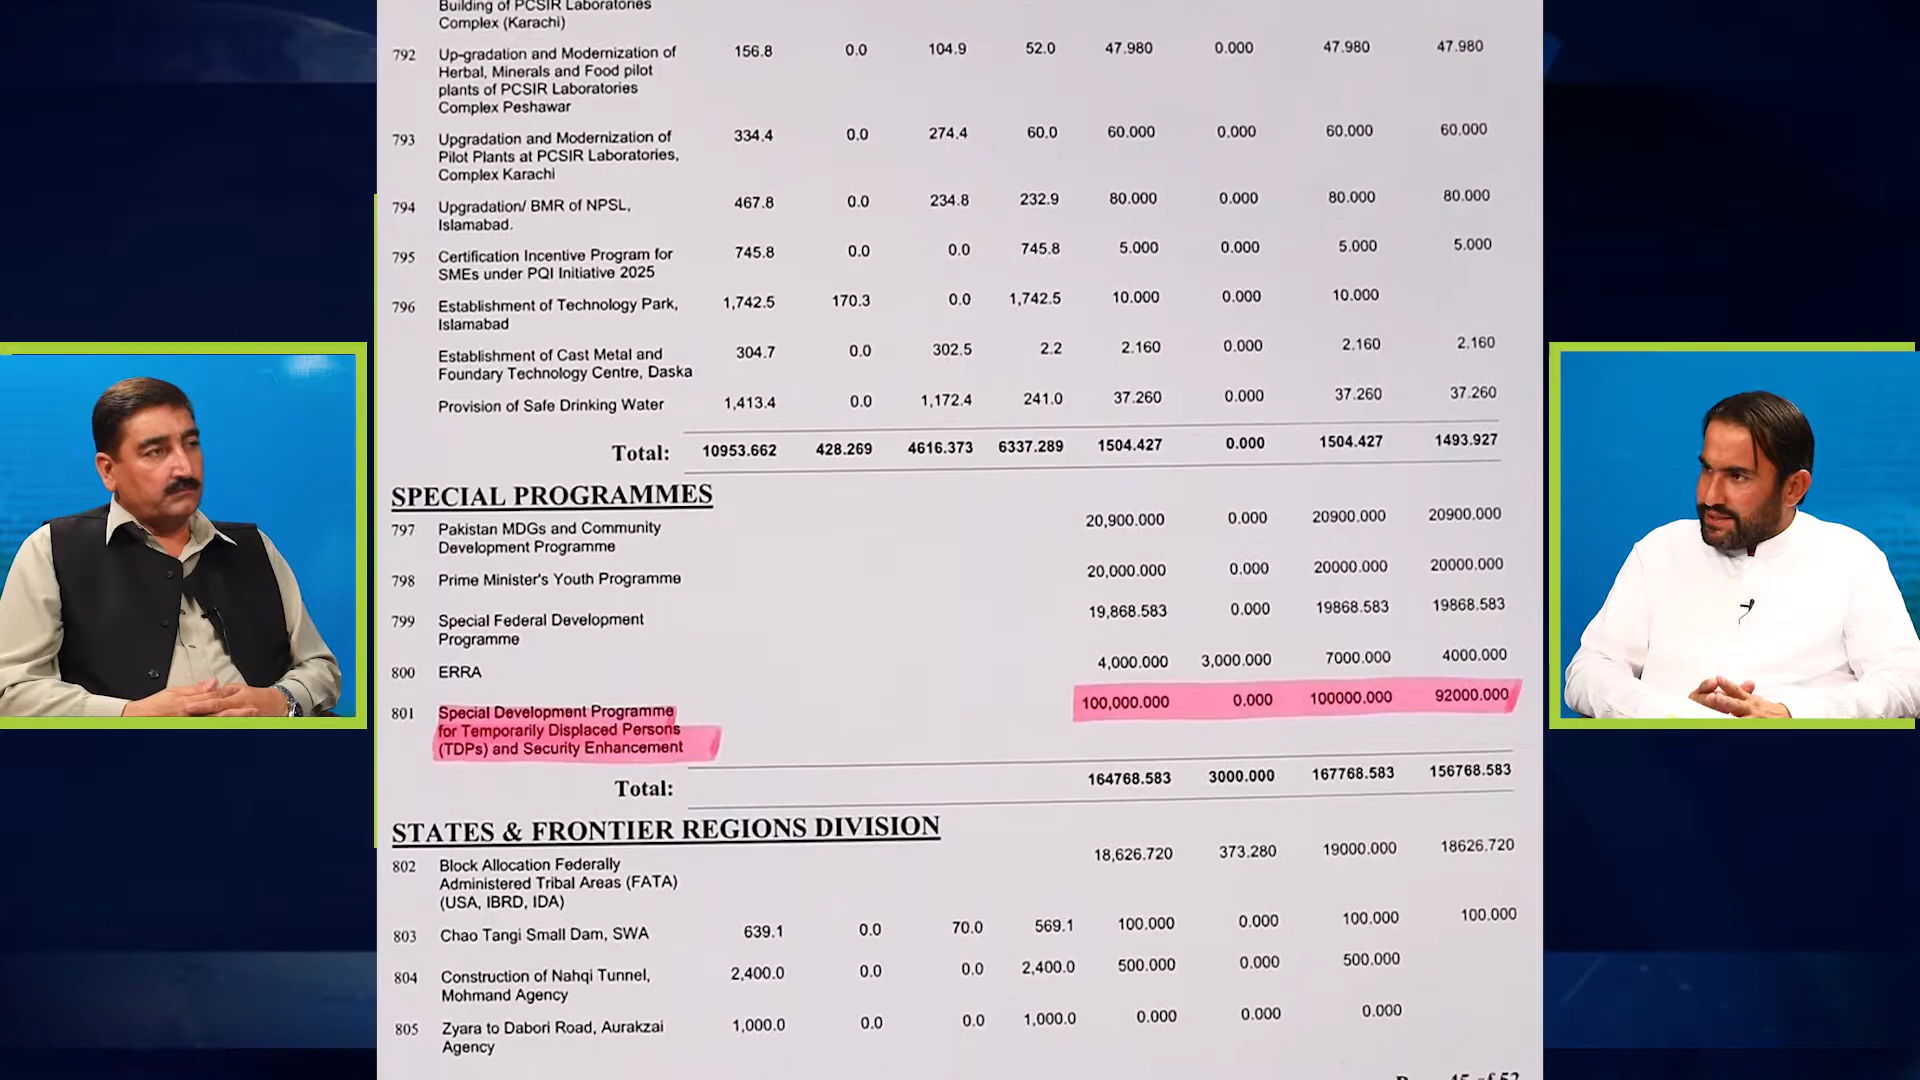 Building of PCSIR Laboratories
Complex (Karachi)
792 Up-gradation and Modernization of 156.8 0.0 104.9 52.0 47.980 0.000 47.980 47.980
Herbal, Minerals and Food pilot
plants of PCSIR Laboratories
Complex Peshawar
793 Upgradation and Modernization of 334.4 0.0 274.4 60.0 60.000 0.000 60.000 60.000
Pilot Plants at PCSIR Laboratories,
Complex Karachi
794 Upgradation/ BMR of NPSL, 467.8 0.0 234.8 232.9 80.000 0.000 80.000 80.000
Islamabad.
795 Certification Incentive Program for 745.8 0.0 0.0 745.8 5.000 0.000 5.000 5.000
SMEs under PQI Initiative 2025
796 Establishment of Technology Park, 1,742.5 170.3 0.0 1,742.5 10.000 0.000 10.000
Islamabad
Establishment of Cast Metal and 304.7 0.0 302.5 2.2 2.160 0.000 2.160 2.160
Foundary Technology Centre, Daska
Provision of Safe Drinking Water 1,413.4 0.0 1,172.4 241.0 37.260 0.000 37.260 37.260
Total: 10953.662 428.269 4616.373 6337.289 1504.427 0.000 1504.427 1493.927
SPECIAL PROGRAMMES
797 Pakistan MDGs and Community 20,900.000 0.000 20900.000 20900.000
Development Programme
798 Prime Minister's Youth Programme 20,000.000 0.000 20000.000 20000.000
799 Special Federal Development 19,868.583 0.000 19868.583 19868.583
Programme
800 ERRA 4,000.000 3,000.000 7000.000 4000.000
801 Special Development Programme 100,000.000 0.000 100000.000 92000.000
for Temporarily Displaced Persons
(TDPs) and Security Enhancement
Total: 164768.583 3000.000 167768.583 156768.583
STATES & FRONTIER REGIONS DIVISION
802 Block Allocation Federally 18,626.720 373.280 19000.000 18626.720
Administered Tribal Areas (FATA)
(USA, IBRD, IDA)
803 Chao Tangi Small Dam, SWA 639.1 0.0 70.0 569.1 100.000 0.000 100.000 100.000
804 Construction of Nahqi Tunnel, 2,400.0 0.0 0.0 2,400.0 500.000 0.000 500.000
Mohmand Agency
805 Zyara to Dabori Road, Aurakzai 1,000.0 0.0 0.0 1,000.0 0.000 0.000 0.000
Agency